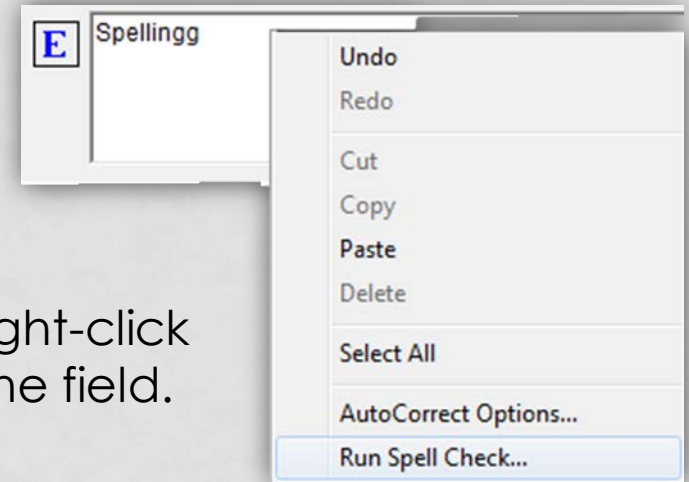 E
Spellingg
Undo
Redo
Cut
Copy
Paste
Delete
Select All
AutoCorrect Options...
Run Spell Check...
ght-click
ne field.